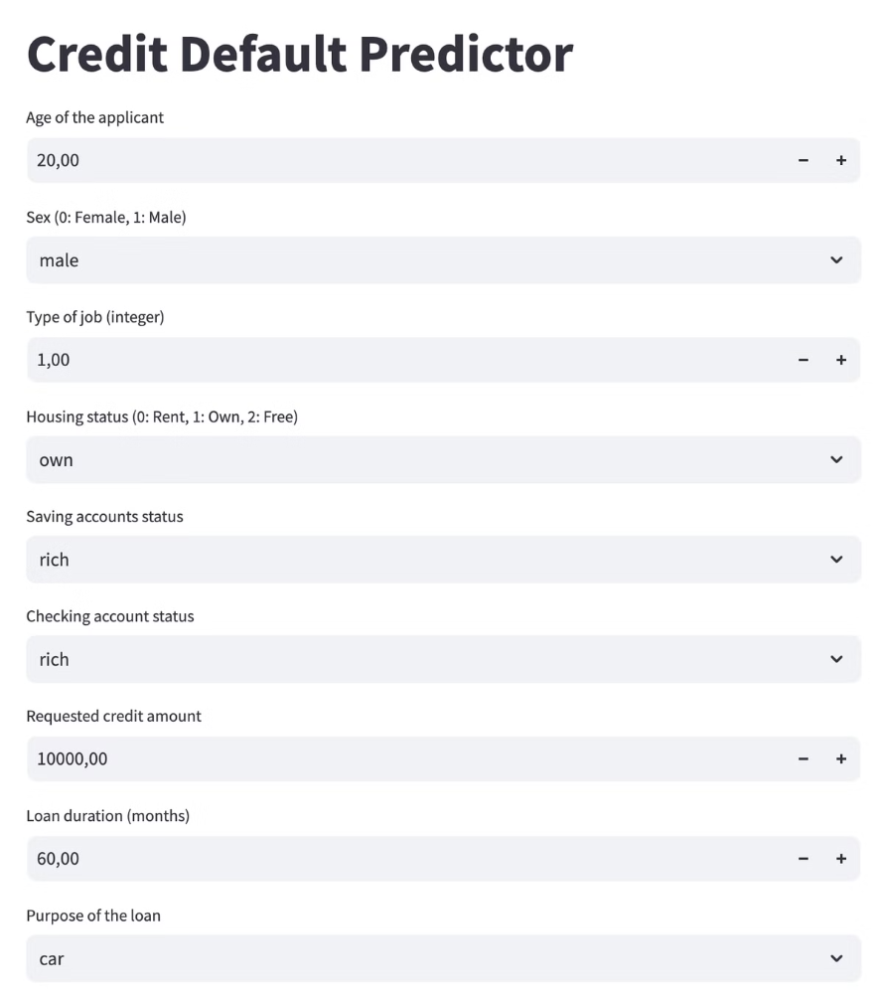 Credit Default Predictor
Age of the applicant
20,00
Sex (0: Female, 1: Male)
male
Type of job (integer)
1,00
Housing status (0: Rent, 1: Own, 2: Free)
own
Saving accounts status
rich
Checking account status
rich
Requested credit amount
10000,00
Loan duration (months)
60,00
Purpose of the loan
car